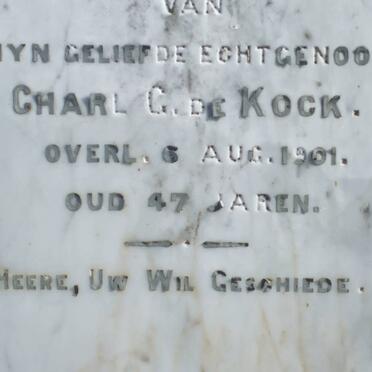 VAN
MYN GELIEFDE ECHTGENOO
CHARL G. DE KOCK.
OVERL. 6 AUG. 1901.
OUD 47 JAREN.
HEERE, UW WIL GESCHIEDE.